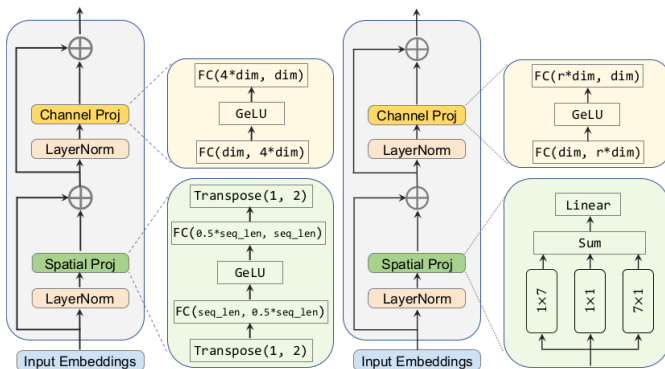 Channel Proj
LayerNorm
Spatial Proj
LayerNorm
Input Embeddings
FC(4*dim, dim)
GeLU
FC(dim, 4*dim)
Transpose(1, 2)
FC(0.5*seq_len, seq_len)
GeLU
FC(seq_len, 0.5*seq_len)
Transpose(1, 2)
Channel Proj
LayerNorm
Spatial Proj
LayerNorm
Input Embeddings
FC(r*dim, dim)
GeLU
FC(dim, r*dim)
Linear
Sum
1×7
1×1
7×1